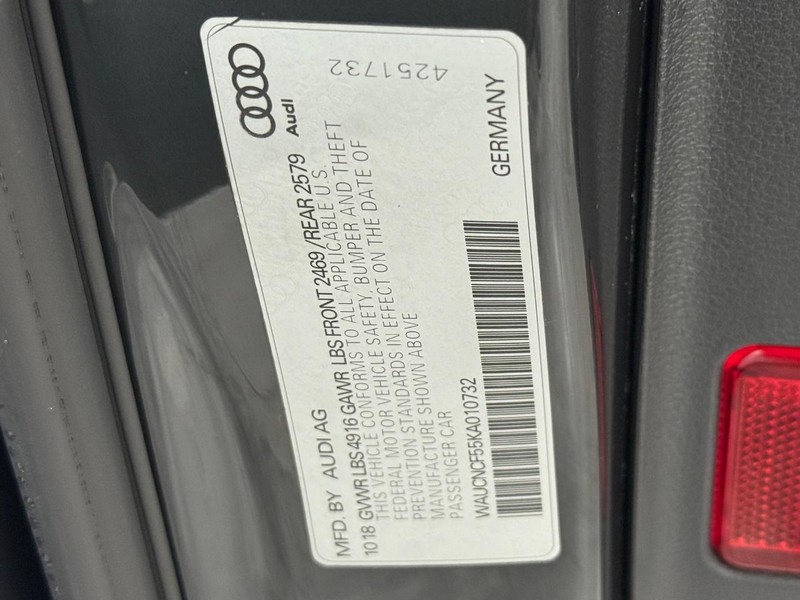 MFD. BY AUDI AG
Audi
1018 GVWR LBS 4916 GAWR LBS FRONT 2469 /REAR 2579
THIS VEHICLE CONFORMS TO ALL APPLICABLE U.S.
FEDERAL MOTOR VEHICLE SAFETY, BUMPER AND THEFT
PREVENTION STANDARDS IN EFFECT ON THE DATE OF
MANUFACTURE SHOWN ABOVE
PASSENGER CAR
4251732
WAUCNCF55KA010732
GERMANY